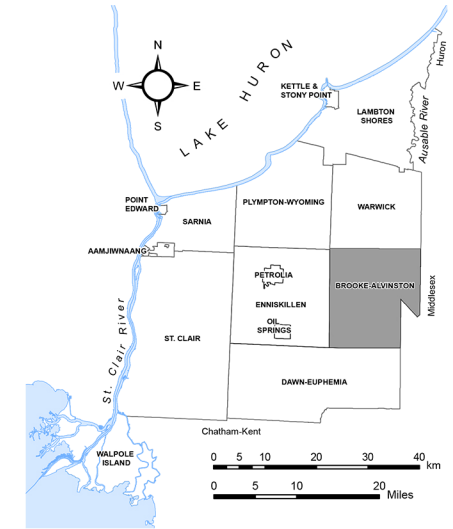 N
W
E
S
LAKE HURON
Huron
KETTLE &
STONY POINT
LAMBTON
SHORES
Ausable River
POINT
EDWARD
SARNIA
PLYMPTON-WYOMING
WARWICK
AAMJIWNAANG
PETROLIA
BROOKE-ALVINSTON
ENNISKILLEN
Middlesex
OIL
SPRINGS
ST. CLAIR
St. Clair River
DAWN-EUPHEMIA
Chatham-Kent
WALPOLE
ISLAND
0 5 10 20 30 40
km
0 5 10 20
Miles